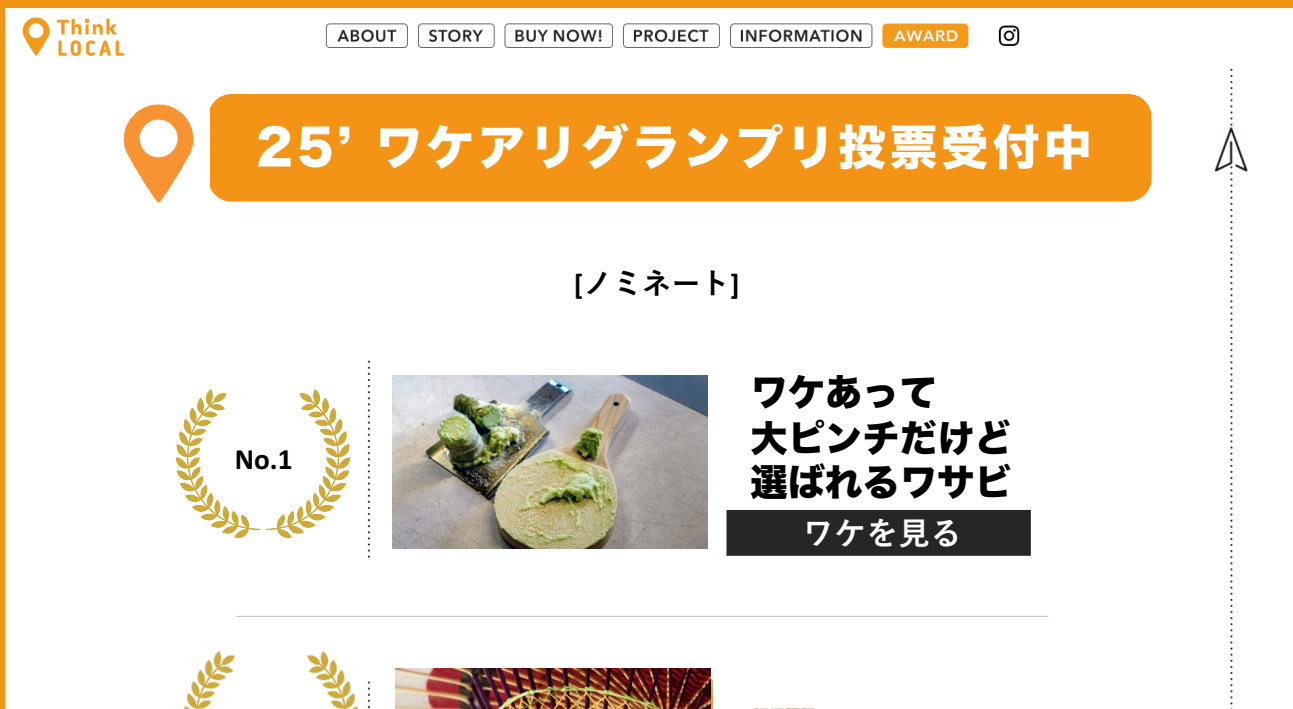 Think
LOCAL
ABOUT
STORY
BUY NOW!
PROJECT
INFORMATION
AWARD
25’ ワケアリグランプリ投票受付中
[ノミネート]
No.1
ワケあって
大ピンチだけど
選ばれるワサビ
ワケを見る